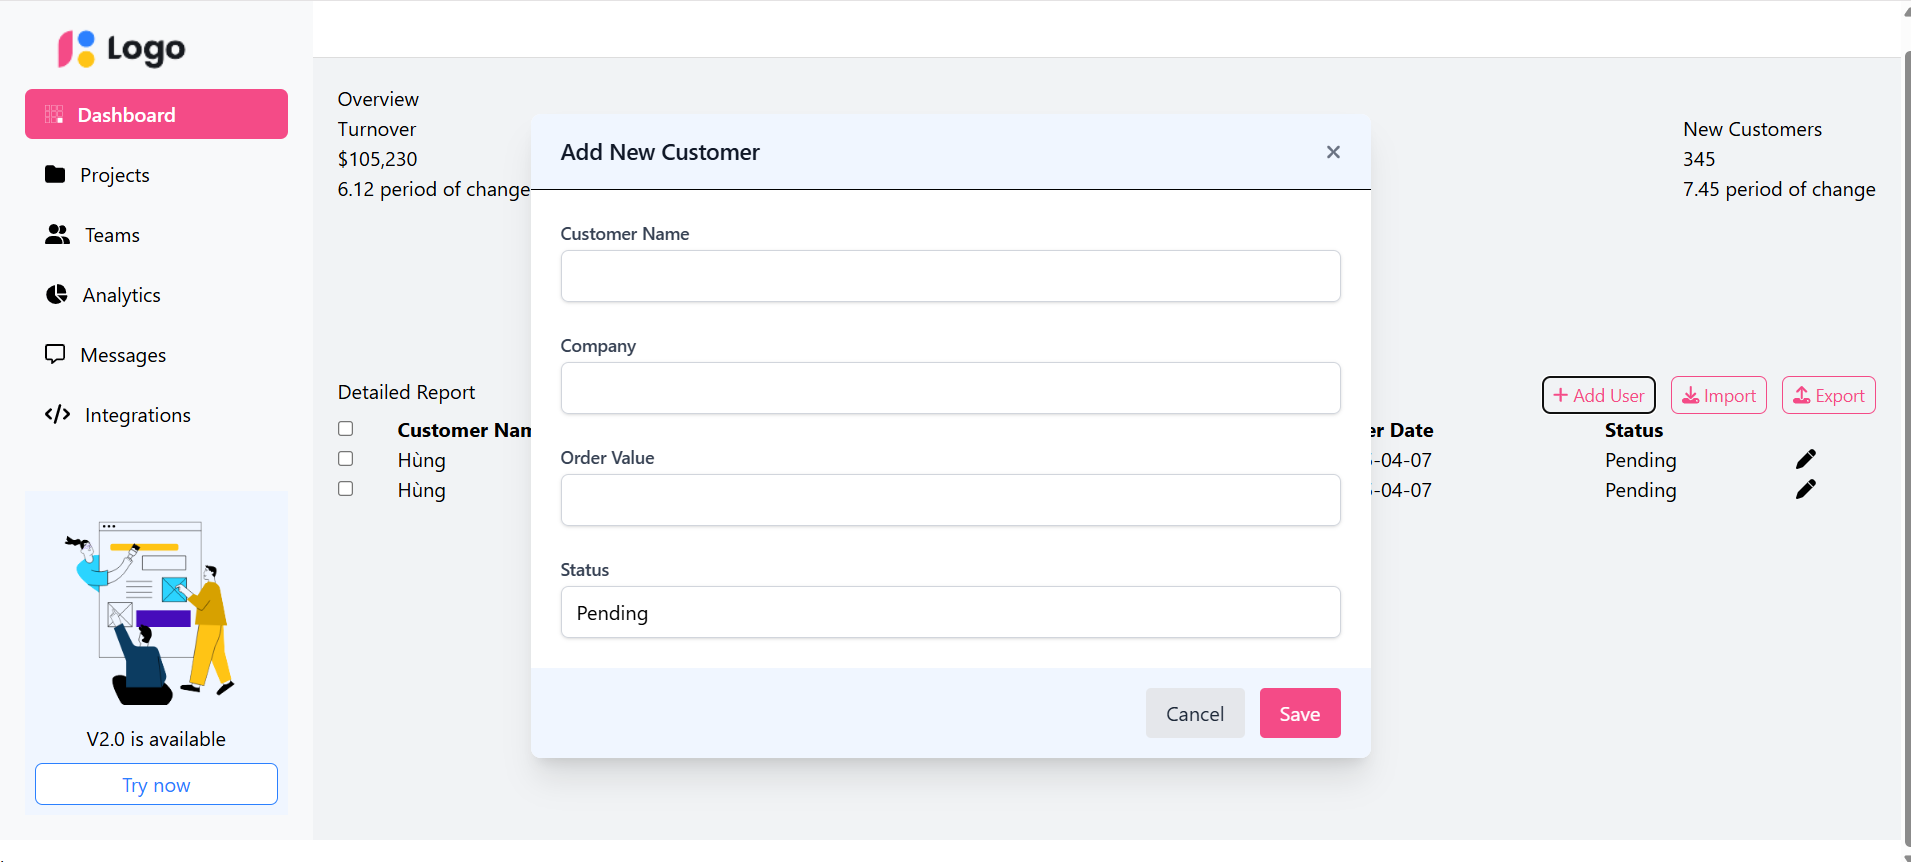 Logo
Dashboard
Projects
Teams
Analytics
Messages
Integrations
V2.0 is available
Try now
Overview
Turnover
$105,230
6.12 period of change
New Customers
345
7.45 period of change
Detailed Report
+ Add User
Import
Export
Customer Nam
er Date
Status
Hùng
-04-07
Pending
Hùng
-04-07
Pending
Add New Customer
Customer Name
Company
Order Value
Status
Pending
Cancel
Save